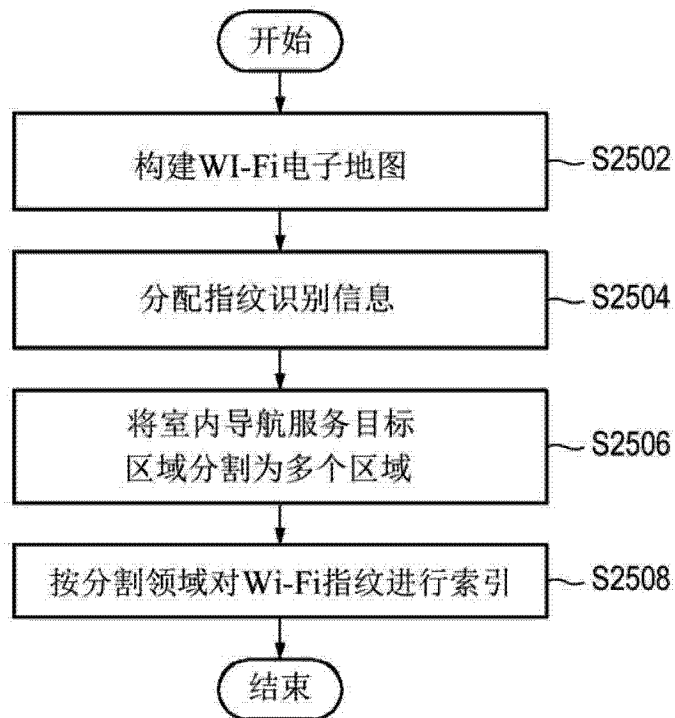 开始
构建WI-Fi电子地图
S2502
分配指纹识别信息
S2504
将室内导航服务目标
区域分割为多个区域
S2506
按分割领域对Wi-Fi指纹进行索引
S2508
结束